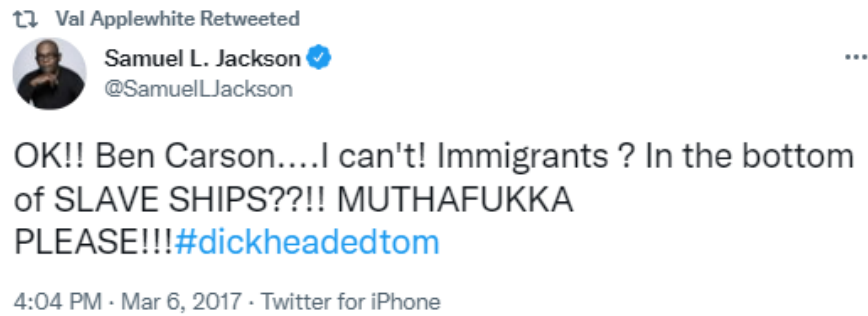 Val Applewhite Retweeted
Samuel L. Jackson
@SamuelLJackson
OK!! Ben Carson....I can't! Immigrants ? In the bottom
of SLAVE SHIPS??!! MUTHAFUKKA
PLEASE!!!#dickheadedtom
4:04 PM · Mar 6, 2017 · Twitter for iPhone